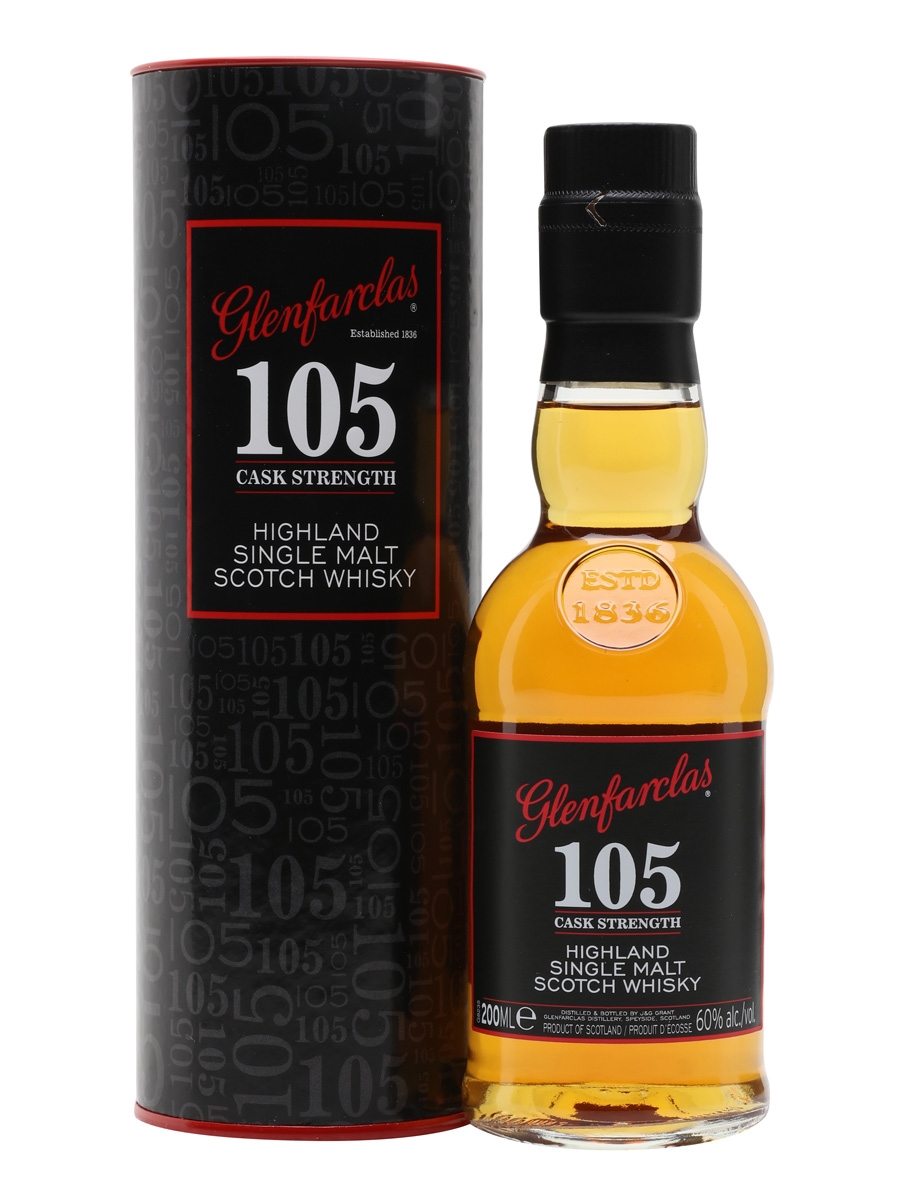 Glenfarclas®
Established 1836
105
CASK STRENGTH
HIGHLAND
SINGLE MALT
SCOTCH WHISKY
ESTD
1836
Glenfarclas®
105
CASK STRENGTH
HIGHLAND
SINGLE MALT
SCOTCH WHISKY
200ML e
DISTILLED & BOTTLED BY J&G GRANT
GLENFARCLAS DISTILLERY, SPEYSIDE, SCOTLAND
PRODUCT OF SCOTLAND / PRODUIT D'ECOSSE
60% alc./vol.